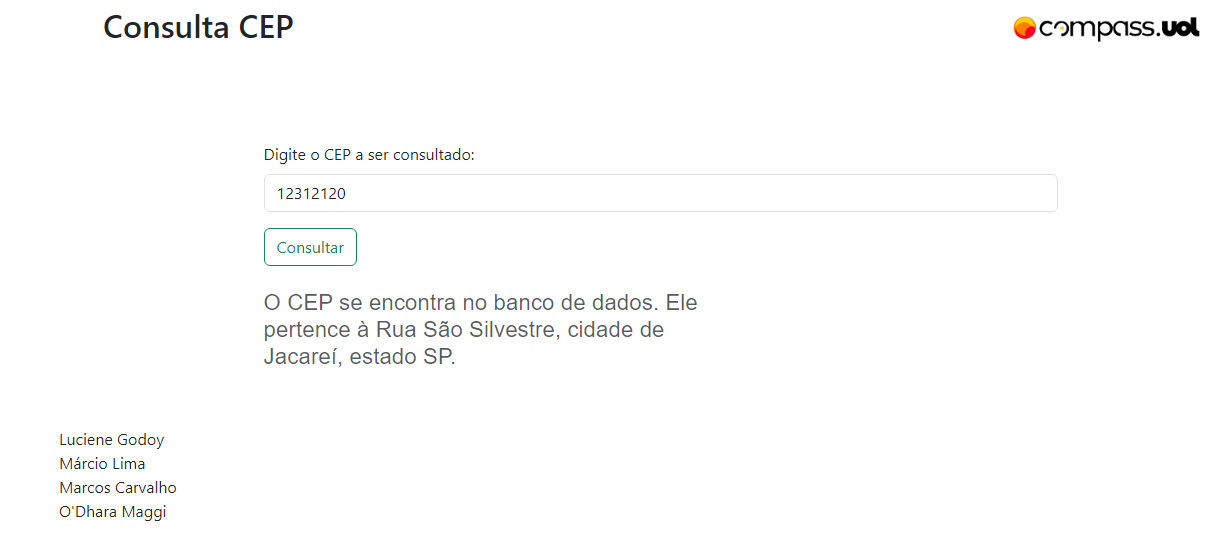 Consulta CEP
compass.uol
Digite o CEP a ser consultado:
12312120
Consultar
O CEP se encontra no banco de dados. Ele
pertence à Rua São Silvestre, cidade de
Jacareí, estado SP.
Luciene Godoy
Márcio Lima
Marcos Carvalho
O'Dhara Maggi